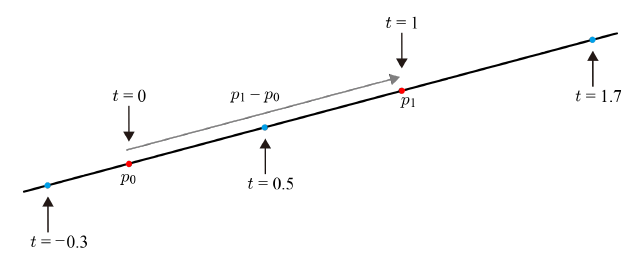 t = 1
t = 0
p₁ − p₀
p₁
t = 1.7
p₀
t = 0.5
t = −0.3